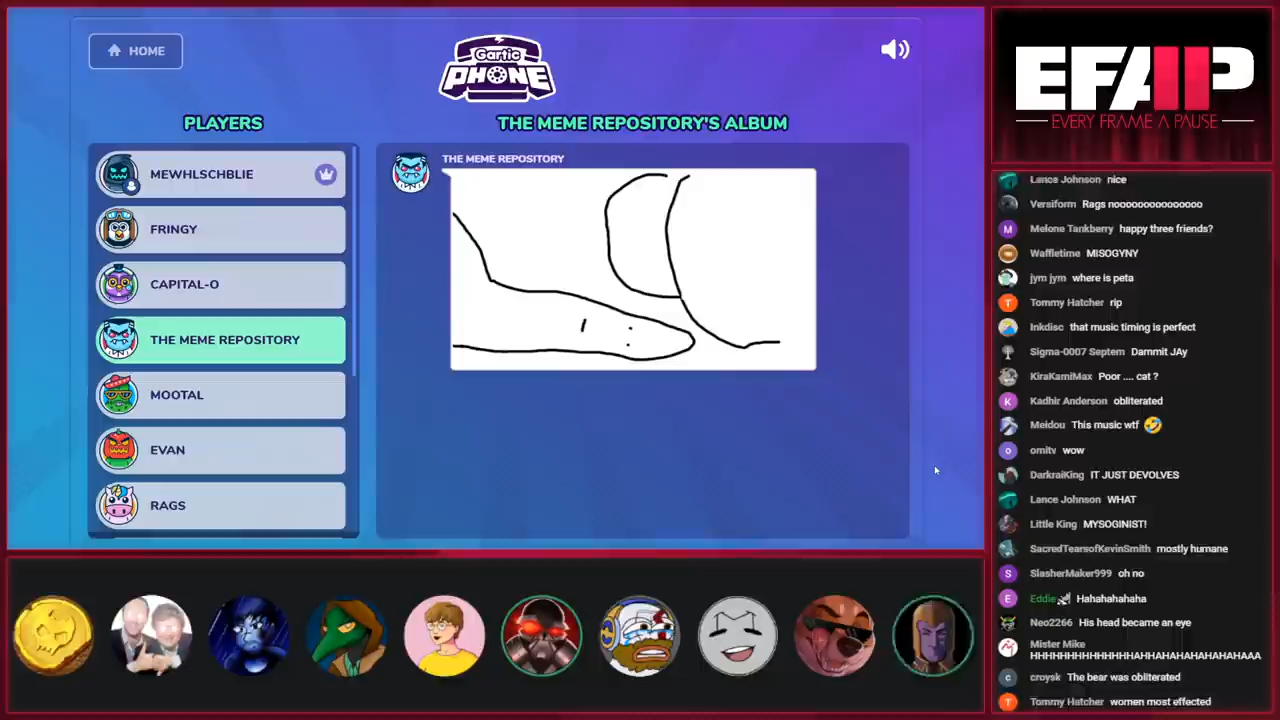 HOME
Gartic
PHONE
PLAYERS
MEWHLSCHBLIE
FRINGY
CAPITAL-O
THE MEME REPOSITORY
MOOTAL
EVAN
RAGS
THE MEME REPOSITORY'S ALBUM
THE MEME REPOSITORY
EFAP
EVERY FRAME A PAUSE
Lance Johnson nice
Versiform Rags nooooooooooooooo
Melone Tankberry happy three friends?
Waffletime MISOGYNY
jym jym where is peta
Tommy Hatcher rip
Inkdisc that music timing is perfect
Sigma-0007 Septem Dammit JAy
KiraKamiMax Poor .... cat ?
Kadhir Anderson obliterated
Meidou This music wtf 🤣
omitv wow
DarkraiKing IT JUST DEVOLVES
Lance Johnson WHAT
Little King MYSOGINIST!
SacredTearsofKevinSmith mostly humane
SlasherMaker999 oh no
Eddie Hahahahahaha
Neo2266 His head became an eye
Mister Mike
HHHHHHHHHHHHHHAHHAHAHAHAHAHAHAAA
croysk The bear was obliterated
Tommy Hatcher women most effected